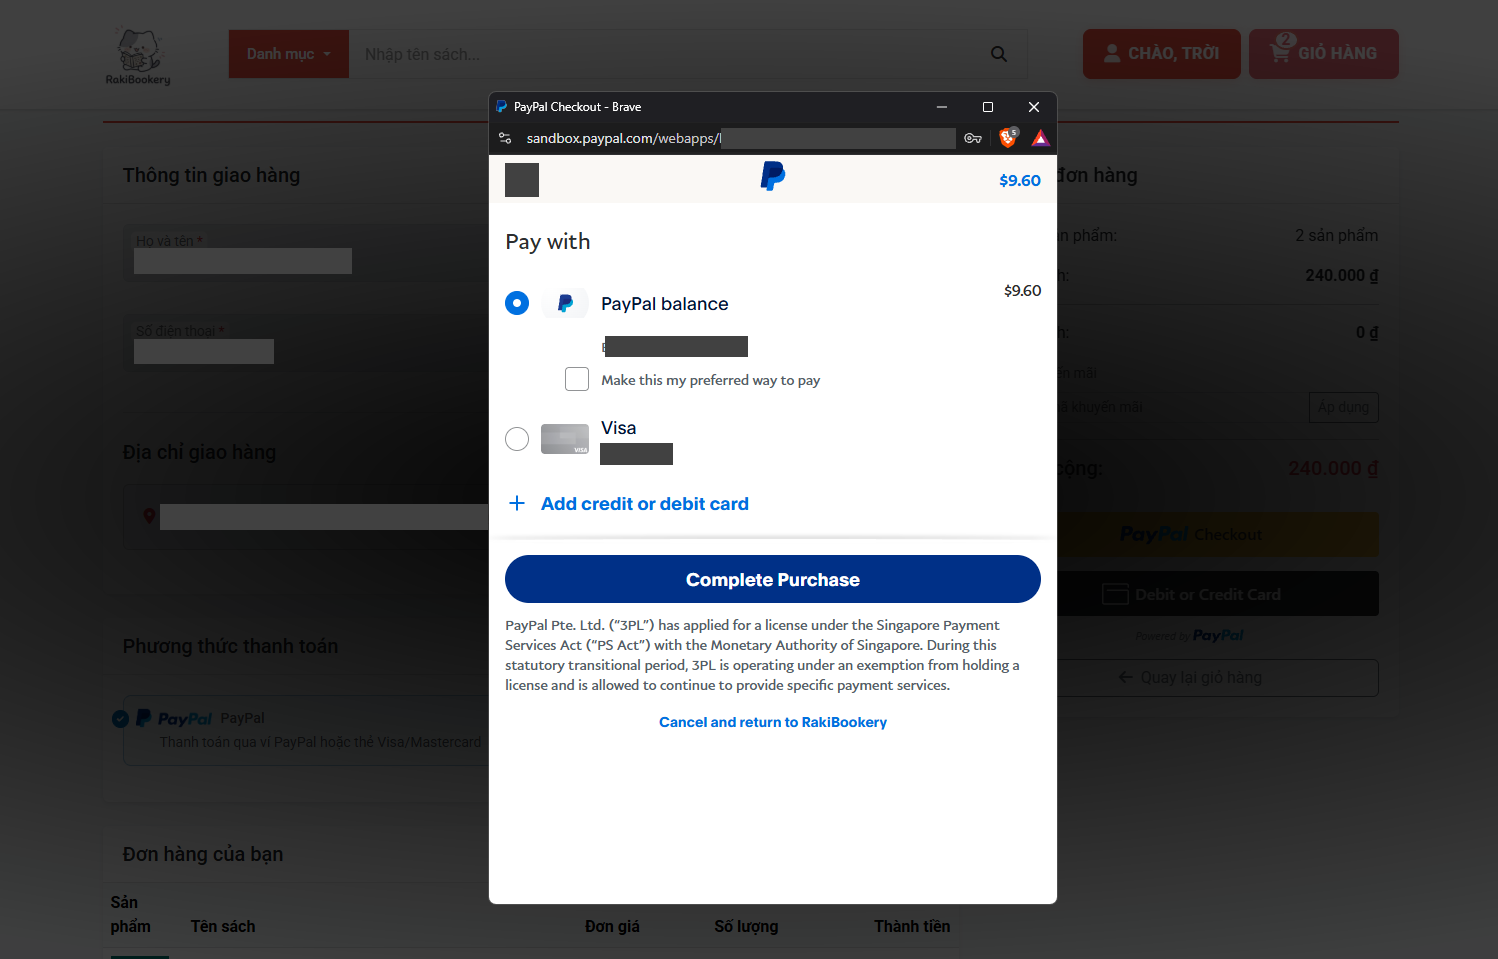 RakiBookery
Danh mục
Nhập tên sách...
CHÀO, TRỜI
2
GIỎ HÀNG
PayPal Checkout - Brave
sandbox.paypal.com/webapps/
5
Thông tin giao hàng
Họ và tên *
Số điện thoại *
Địa chỉ giao hàng
Phương thức thanh toán
PayPal PayPal
Thanh toán qua ví PayPal hoặc thẻ Visa/Mastercard
$9.60
Pay with
PayPal balance
$9.60
Make this my preferred way to pay
VISA
Visa
Add credit or debit card
Complete Purchase
PayPal Pte. Ltd. (“3PL”) has applied for a license under the Singapore Payment
Services Act (“PS Act”) with the Monetary Authority of Singapore. During this
statutory transitional period, 3PL is operating under an exemption from holding a
license and is allowed to continue to provide specific payment services.
Cancel and return to RakiBookery
đơn hàng
n phẩm: 2 sản phẩm
h: 240.000 ₫
h: 0 ₫
ến mãi
ã khuyến mãi Áp dụng
cộng: 240.000 ₫
PayPal Checkout
Debit or Credit Card
Powered by PayPal
Quay lại giỏ hàng
Đơn hàng của bạn
Sản
phẩm Tên sách Đơn giá Số lượng Thành tiền